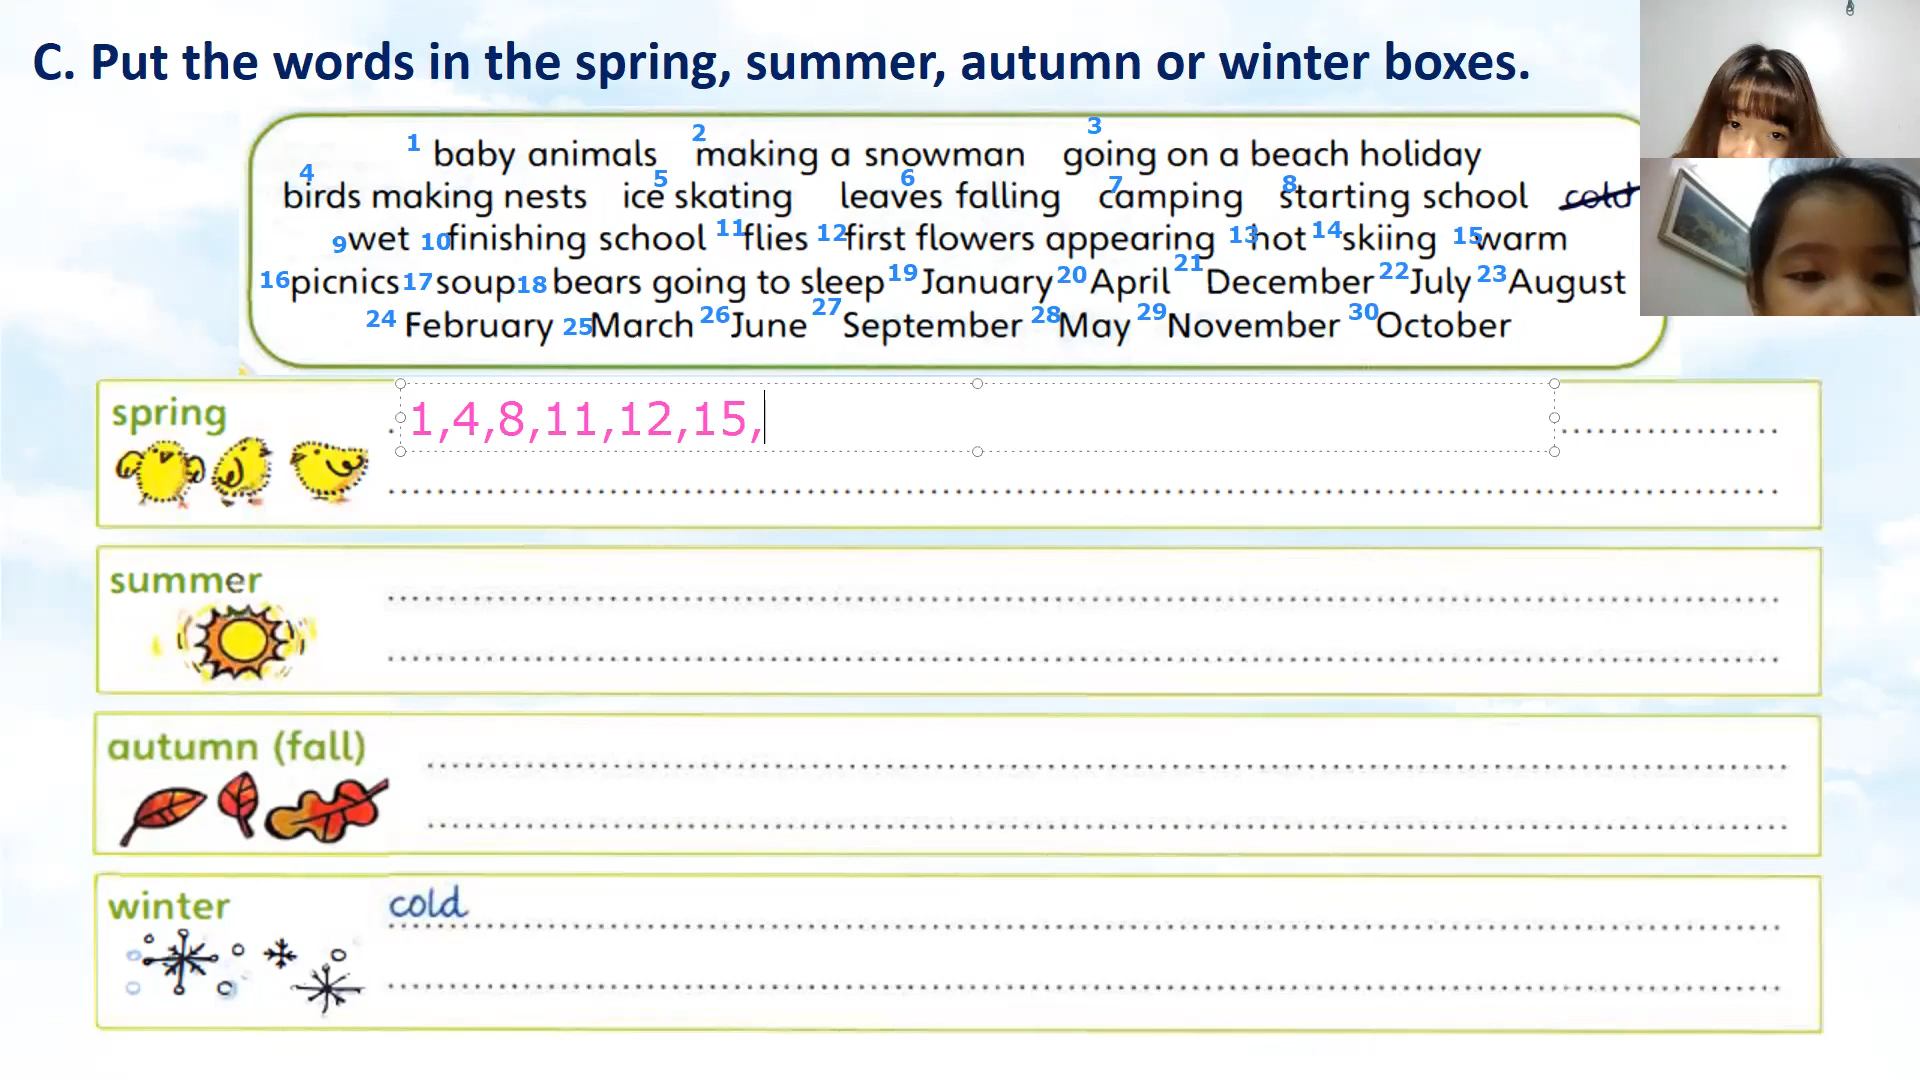 C. Put the words in the spring, summer, autumn or winter boxes.
1 baby animals 2 making a snowman 3 going on a beach holiday
4 birds making nests 5 ice skating 6 leaves falling 7 camping 8 starting school cold
9 wet 10 finishing school 11 flies 12 first flowers appearing 13 hot 14 skiing 15 warm
16 picnics 17 soup 18 bears going to sleep 19 January 20 April 21 December 22 July 23 August
24 February 25 March 26 June 27 September 28 May 29 November 30 October
spring 1,4,8,11,12,15,
summer
autumn (fall)
winter cold